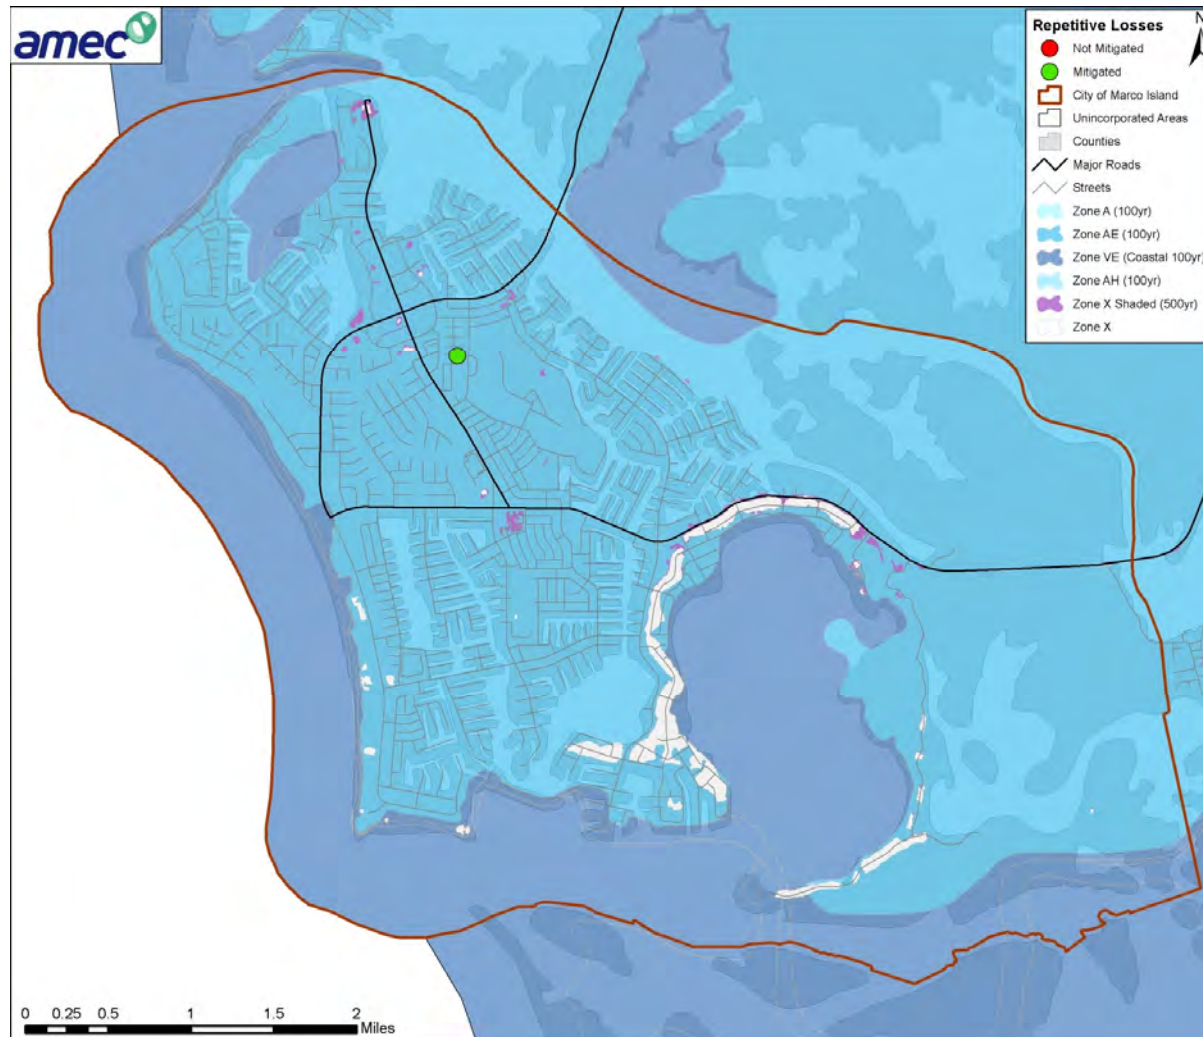 amec
Repetitive Losses
N
Not Mitigated
Mitigated
City of Marco Island
Unincorporated Areas
Counties
Major Roads
Streets
Zone A (100yr)
Zone AE (100yr)
Zone VE (Coastal 100yr)
Zone AH (100yr)
Zone X Shaded (500yr)
Zone X
0 0.25 0.5 1 1.5 2
Miles